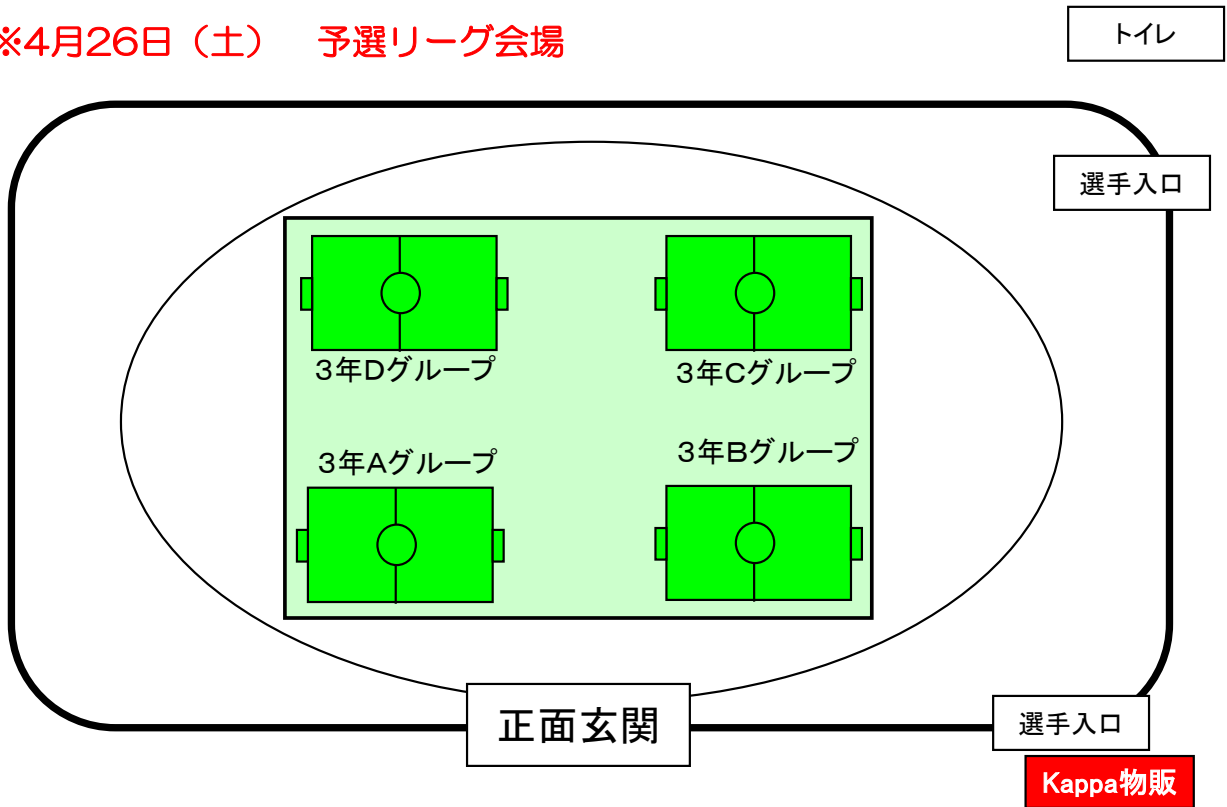 ※4月26日（土）　予選リーグ会場
トイレ
選手入口
３年Dグループ
３年Cグループ
３年Aグループ
３年Bグループ
正面玄関
選手入口
Kappa物販